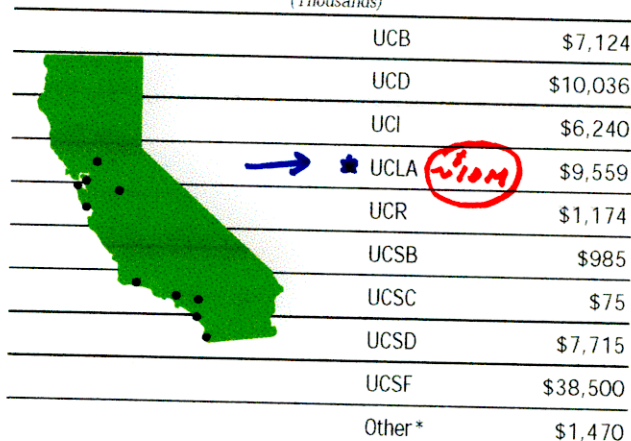 (Thousands)
UCB $7,124
UCD $10,036
UCI $6,240
UCLA ~$10M $9,559
UCR $1,174
UCSB $985
UCSC $75
UCSD $7,715
UCSF $38,500
Other* $1,470